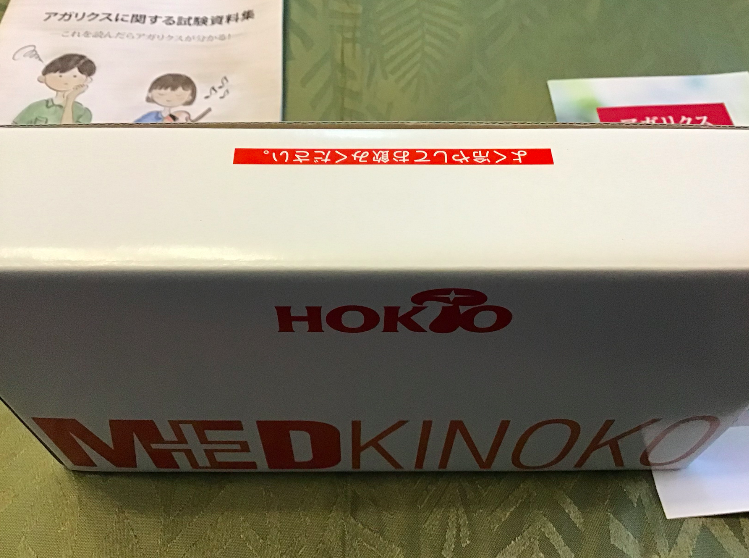 アガリクスに関する試験資料集
これを読んだらアガリクスが分かる!
アガリクス
よく冷やしてお飲みください。
HOKTO
MEDKINOKO